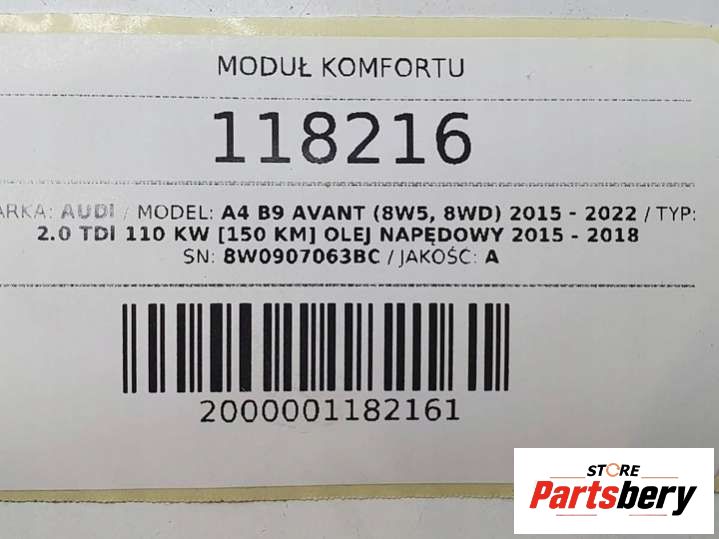 MODUŁ KOMFORTU
118216
ARKA: AUDI / MODEL: A4 B9 AVANT (8W5, 8WD) 2015 - 2022 / TYP:
2.0 TDI 110 KW [150 KM] OLEJ NAPĘDOWY 2015 - 2018
SN: 8W0907063BC / JAKOŚĆ: A
2000001182161
STORE
Partsbery